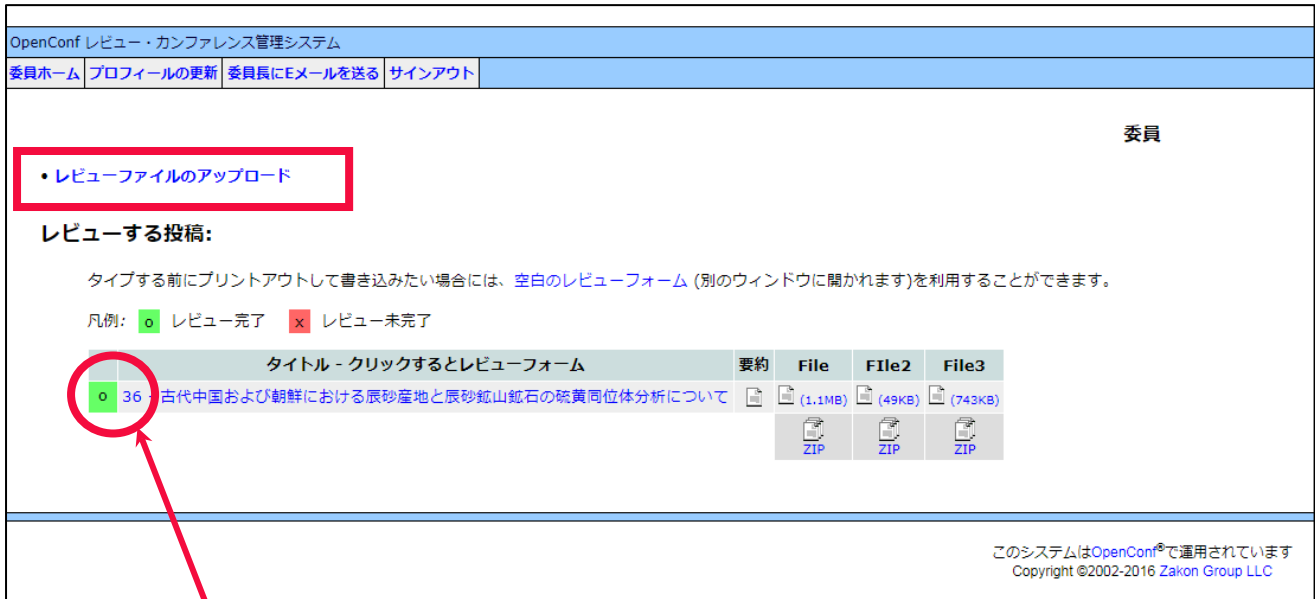 OpenConf レビュー・カンファレンス管理システム
委員ホーム プロフィールの更新 委員長にEメールを送る サインアウト
委員
• レビューファイルのアップロード
レビューする投稿:
タイプする前にプリントアウトして書き込みたい場合には、空白のレビューフォーム (別のウィンドウに開かれます)を利用することができます。
凡例: o レビュー完了 x レビュー未完了
タイトル - クリックするとレビューフォーム 要約 File FIle2 File3
o 36 - 古代中国および朝鮮における辰砂産地と辰砂鉱山鉱石の硫黄同位体分析について (1.1MB) (49KB) (743KB)
ZIP ZIP ZIP
このシステムはOpenConf®で運用されています
Copyright ©2002-2016 Zakon Group LLC